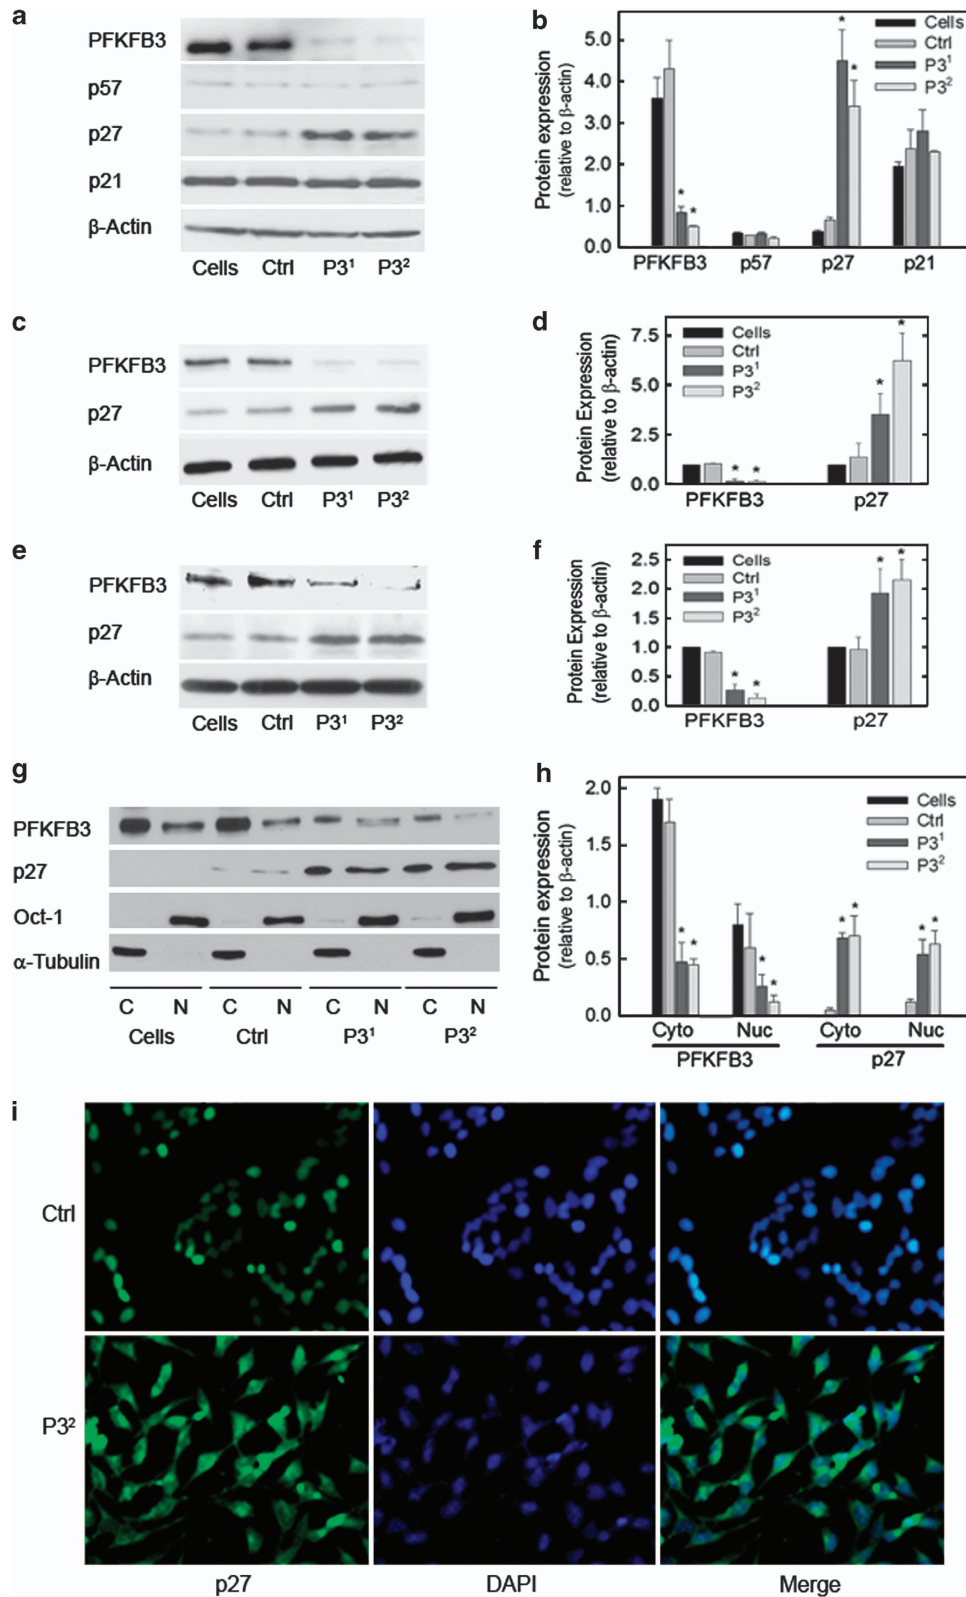 a
PFKFB3
p57
p27
p21
β-Actin
Cells Ctrl P3¹ P3²
b
Protein expression
(relative to β-actin)
5.0
4.0
3.0
2.0
1.0
0.0
Cells
Ctrl
P3¹
P3²
* * * *
PFKFB3 p57 p27 p21
c
PFKFB3
p27
β-Actin
Cells Ctrl P3¹ P3²
d
Protein Expression
(relative to β-actin)
7.5
5.0
2.5
0.0
Cells
Ctrl
P3¹
P3²
* * * *
PFKFB3 p27
e
PFKFB3
p27
β-Actin
Cells Ctrl P3¹ P3²
f
Protein Expression
(relative to β-actin)
2.5
2.0
1.5
1.0
0.5
0.0
Cells
Ctrl
P3¹
P3²
* * * *
PFKFB3 p27
g
PFKFB3
p27
Oct-1
α-Tubulin
C N C N C N C N
Cells Ctrl P3¹ P3²
h
Protein expression
(relative to β-actin)
2.0
1.5
1.0
0.5
0.0
Cells
Ctrl
P3¹
P3²
* * * * * * * *
Cyto Nuc Cyto Nuc
PFKFB3 p27
i
Ctrl
P3²
p27 DAPI Merge